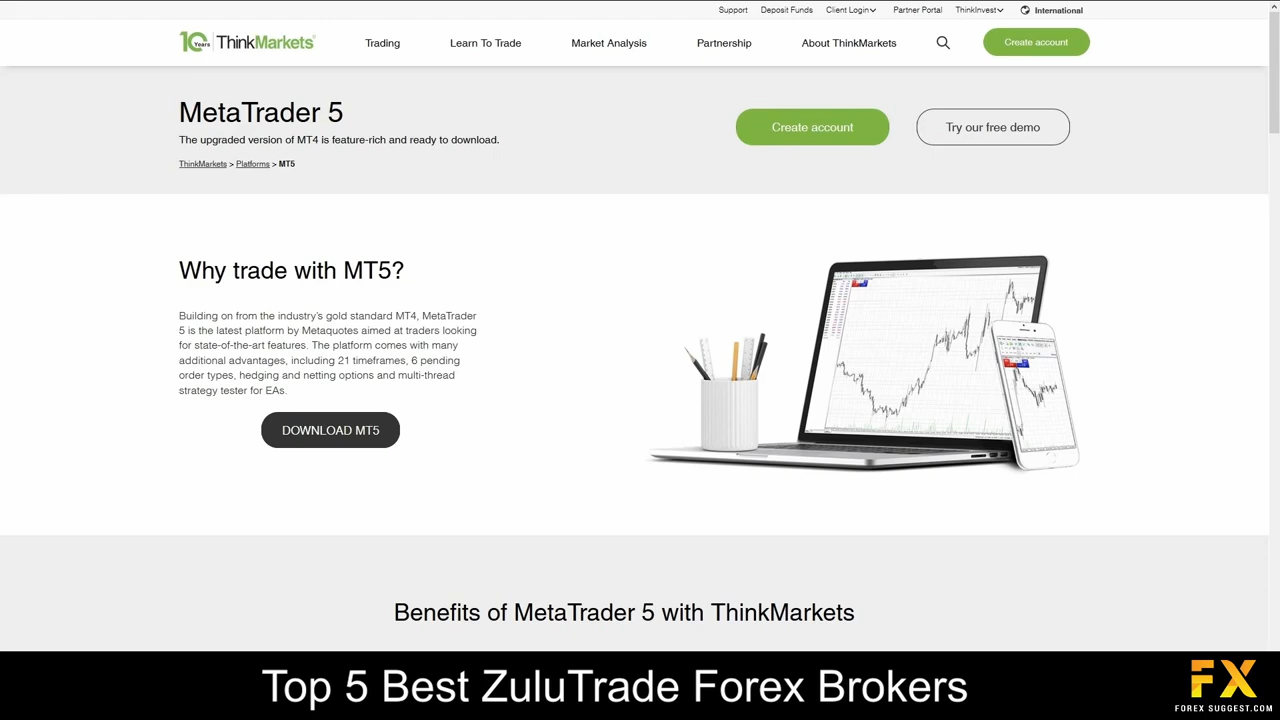 Support Deposit Funds Client Login Partner Portal ThinkInvest International
10 Years ThinkMarkets® Trading Learn To Trade Market Analysis Partnership About ThinkMarkets Create account
MetaTrader 5
The upgraded version of MT4 is feature-rich and ready to download.
ThinkMarkets > Platforms > MT5
Create account Try our free demo
Why trade with MT5?
Building on from the industry's gold standard MT4, MetaTrader
5 is the latest platform by Metaquotes aimed at traders looking
for state-of-the-art features. The platform comes with many
additional advantages, including 21 timeframes, 6 pending
order types, hedging and netting options and multi-thread
strategy tester for EAs.
DOWNLOAD MT5
Benefits of MetaTrader 5 with ThinkMarkets
Top 5 Best ZuluTrade Forex Brokers
FX
FOREX SUGGEST.COM